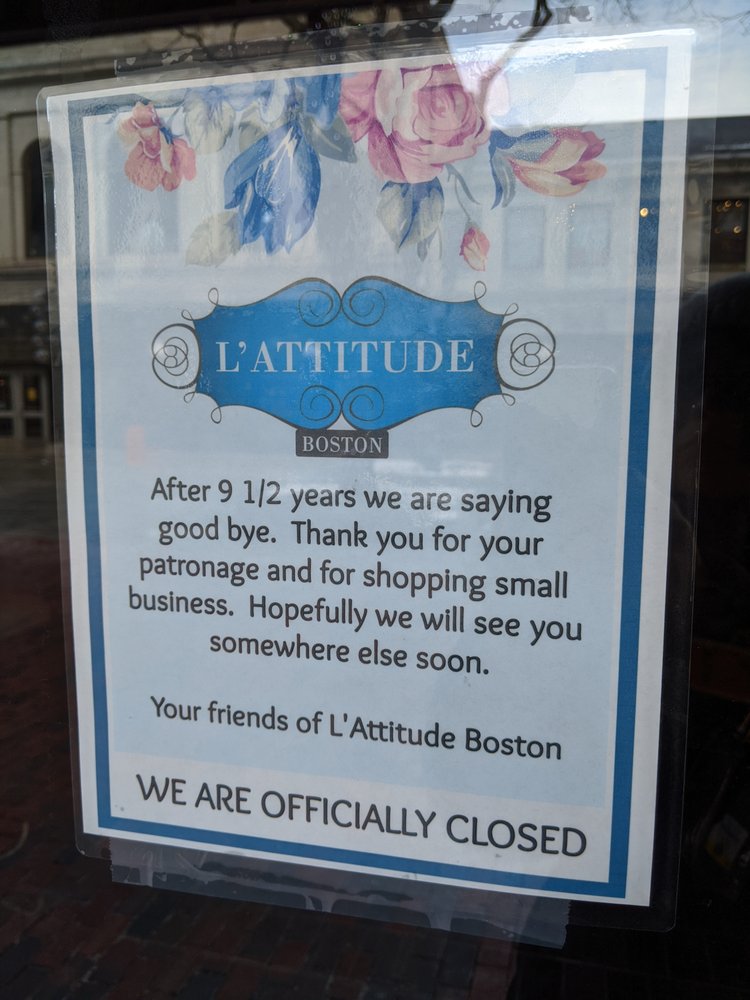 L'ATTITUDE
BOSTON
After 9 1/2 years we are saying
good bye. Thank you for your
patronage and for shopping small
business. Hopefully we will see you
somewhere else soon.
Your friends of L'Attitude Boston
WE ARE OFFICIALLY CLOSED